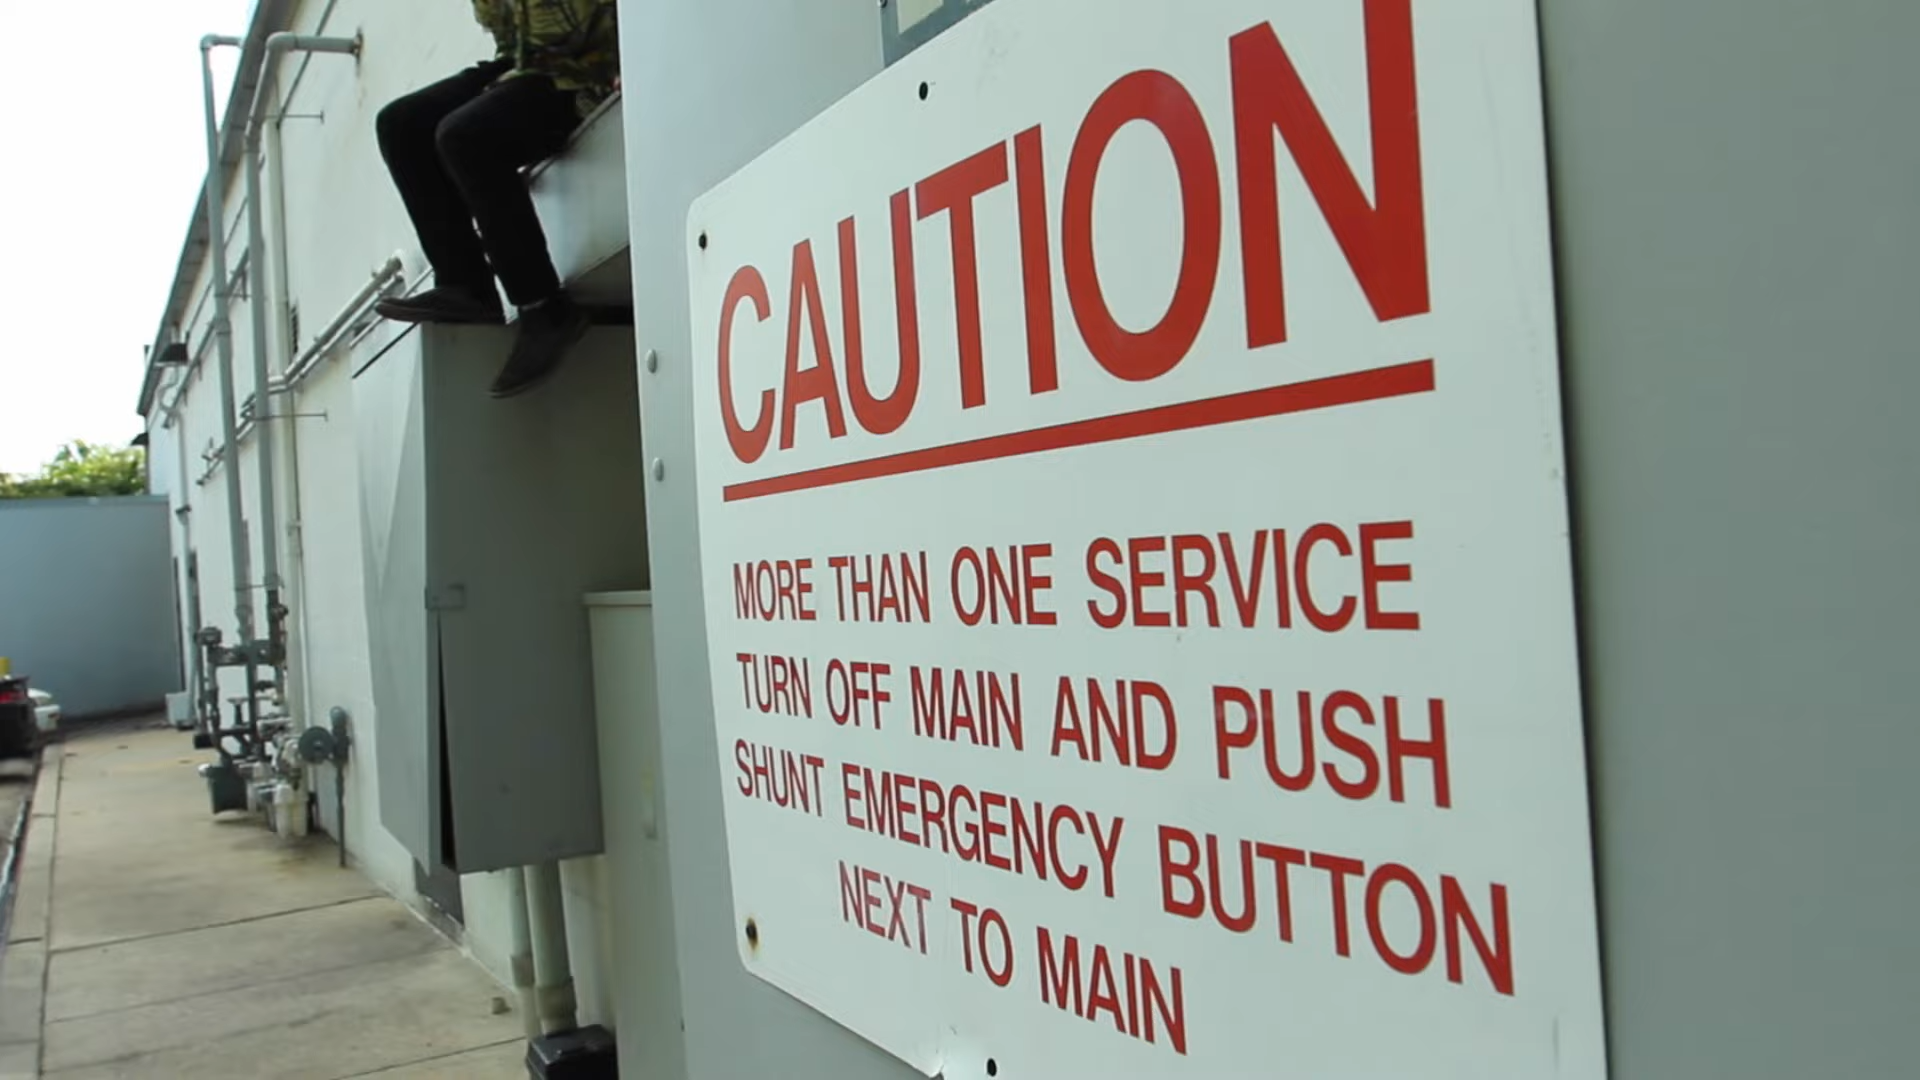 CAUTION
MORE THAN ONE SERVICE
TURN OFF MAIN AND PUSH
SHUNT EMERGENCY BUTTON
NEXT TO MAIN